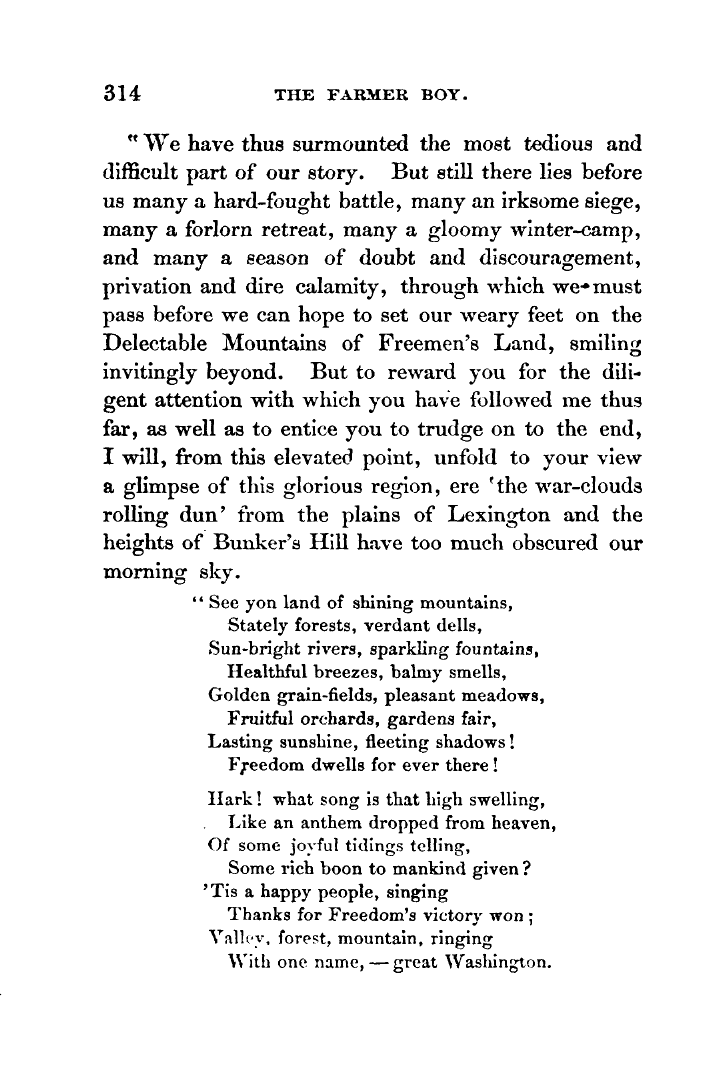 314 THE FARMER BOY.
“We have thus surmounted the most tedious and
difficult part of our story. But still there lies before
us many a hard-fought battle, many an irksome siege,
many a forlorn retreat, many a gloomy winter-camp,
and many a season of doubt and discouragement,
privation and dire calamity, through which we must
pass before we can hope to set our weary feet on the
Delectable Mountains of Freemen's Land, smiling
invitingly beyond. But to reward you for the dili-
gent attention with which you have followed me thus
far, as well as to entice you to trudge on to the end,
I will, from this elevated point, unfold to your view
a glimpse of this glorious region, ere ‘the war-clouds
rolling dun’ from the plains of Lexington and the
heights of Bunker's Hill have too much obscured our
morning sky.
“See yon land of shining mountains,
Stately forests, verdant dells,
Sun-bright rivers, sparkling fountains,
Healthful breezes, balmy smells,
Golden grain-fields, pleasant meadows,
Fruitful orchards, gardens fair,
Lasting sunshine, fleeting shadows!
Freedom dwells for ever there!
Hark! what song is that high swelling,
Like an anthem dropped from heaven,
Of some joyful tidings telling,
Some rich boon to mankind given?
'Tis a happy people, singing
Thanks for Freedom's victory won;
Valley, forest, mountain, ringing
With one name, — great Washington.